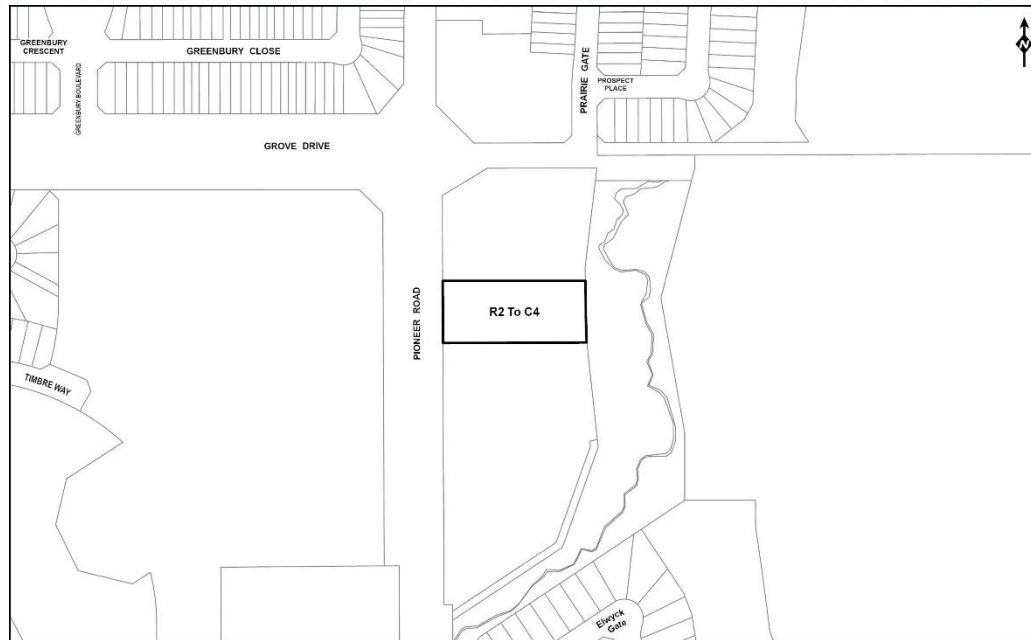 GREENBURY
CRESCENT
GREENBURY CLOSE
GREENBURY BOULEVARD
PRAIRIE GATE
PROSPECT
PLACE
N
GROVE DRIVE
PIONEER ROAD
R2 To C4
TIMBRE WAY
Elwyck
Gate